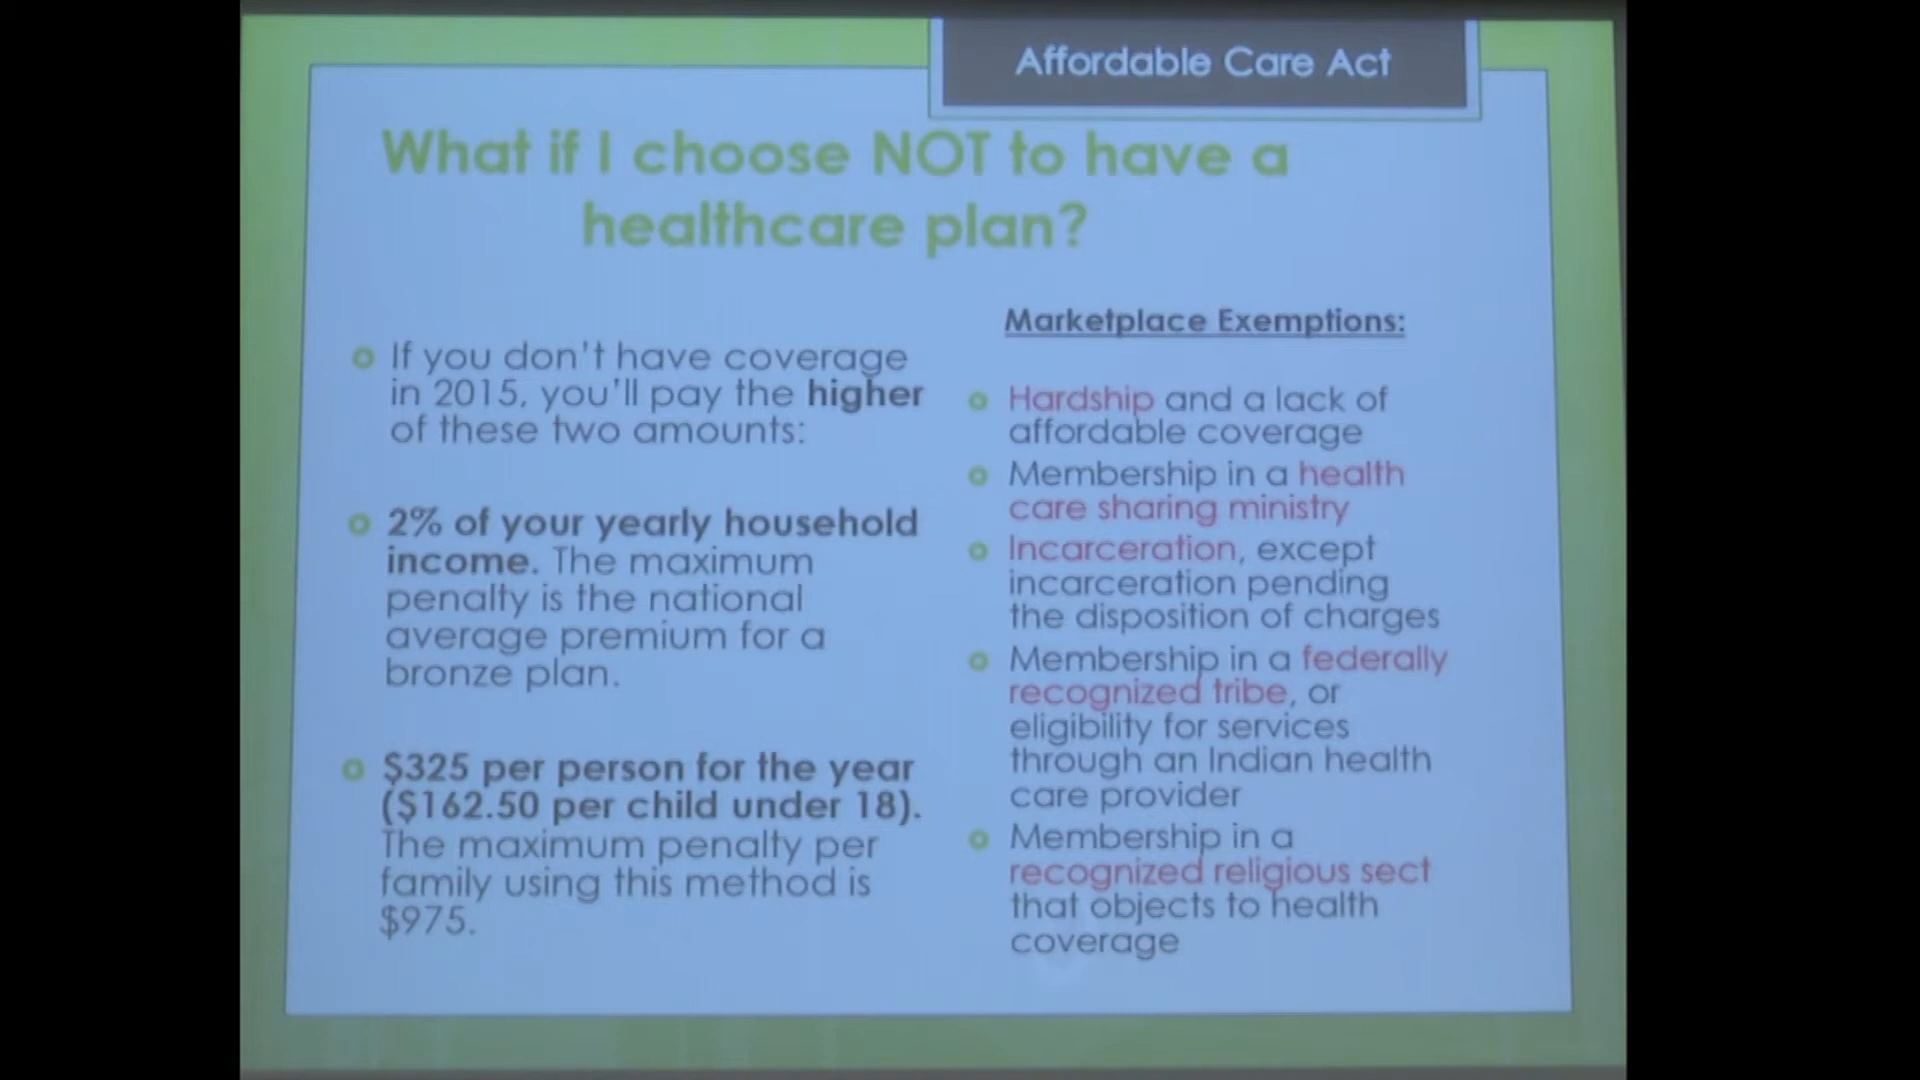 Affordable Care Act
What if I choose NOT to have a
healthcare plan?
If you don't have coverage
in 2015, you'll pay the higher
of these two amounts:
2% of your yearly household
income. The maximum
penalty is the national
average premium for a
bronze plan.
$325 per person for the year
($162.50 per child under 18).
The maximum penalty per
family using this method is
$975.
Marketplace Exemptions:
Hardship and a lack of
affordable coverage
Membership in a health
care sharing ministry
Incarceration, except
incarceration pending
the disposition of charges
Membership in a federally
recognized tribe, or
eligibility for services
through an Indian health
care provider
Membership in a
recognized religious sect
that objects to health
coverage